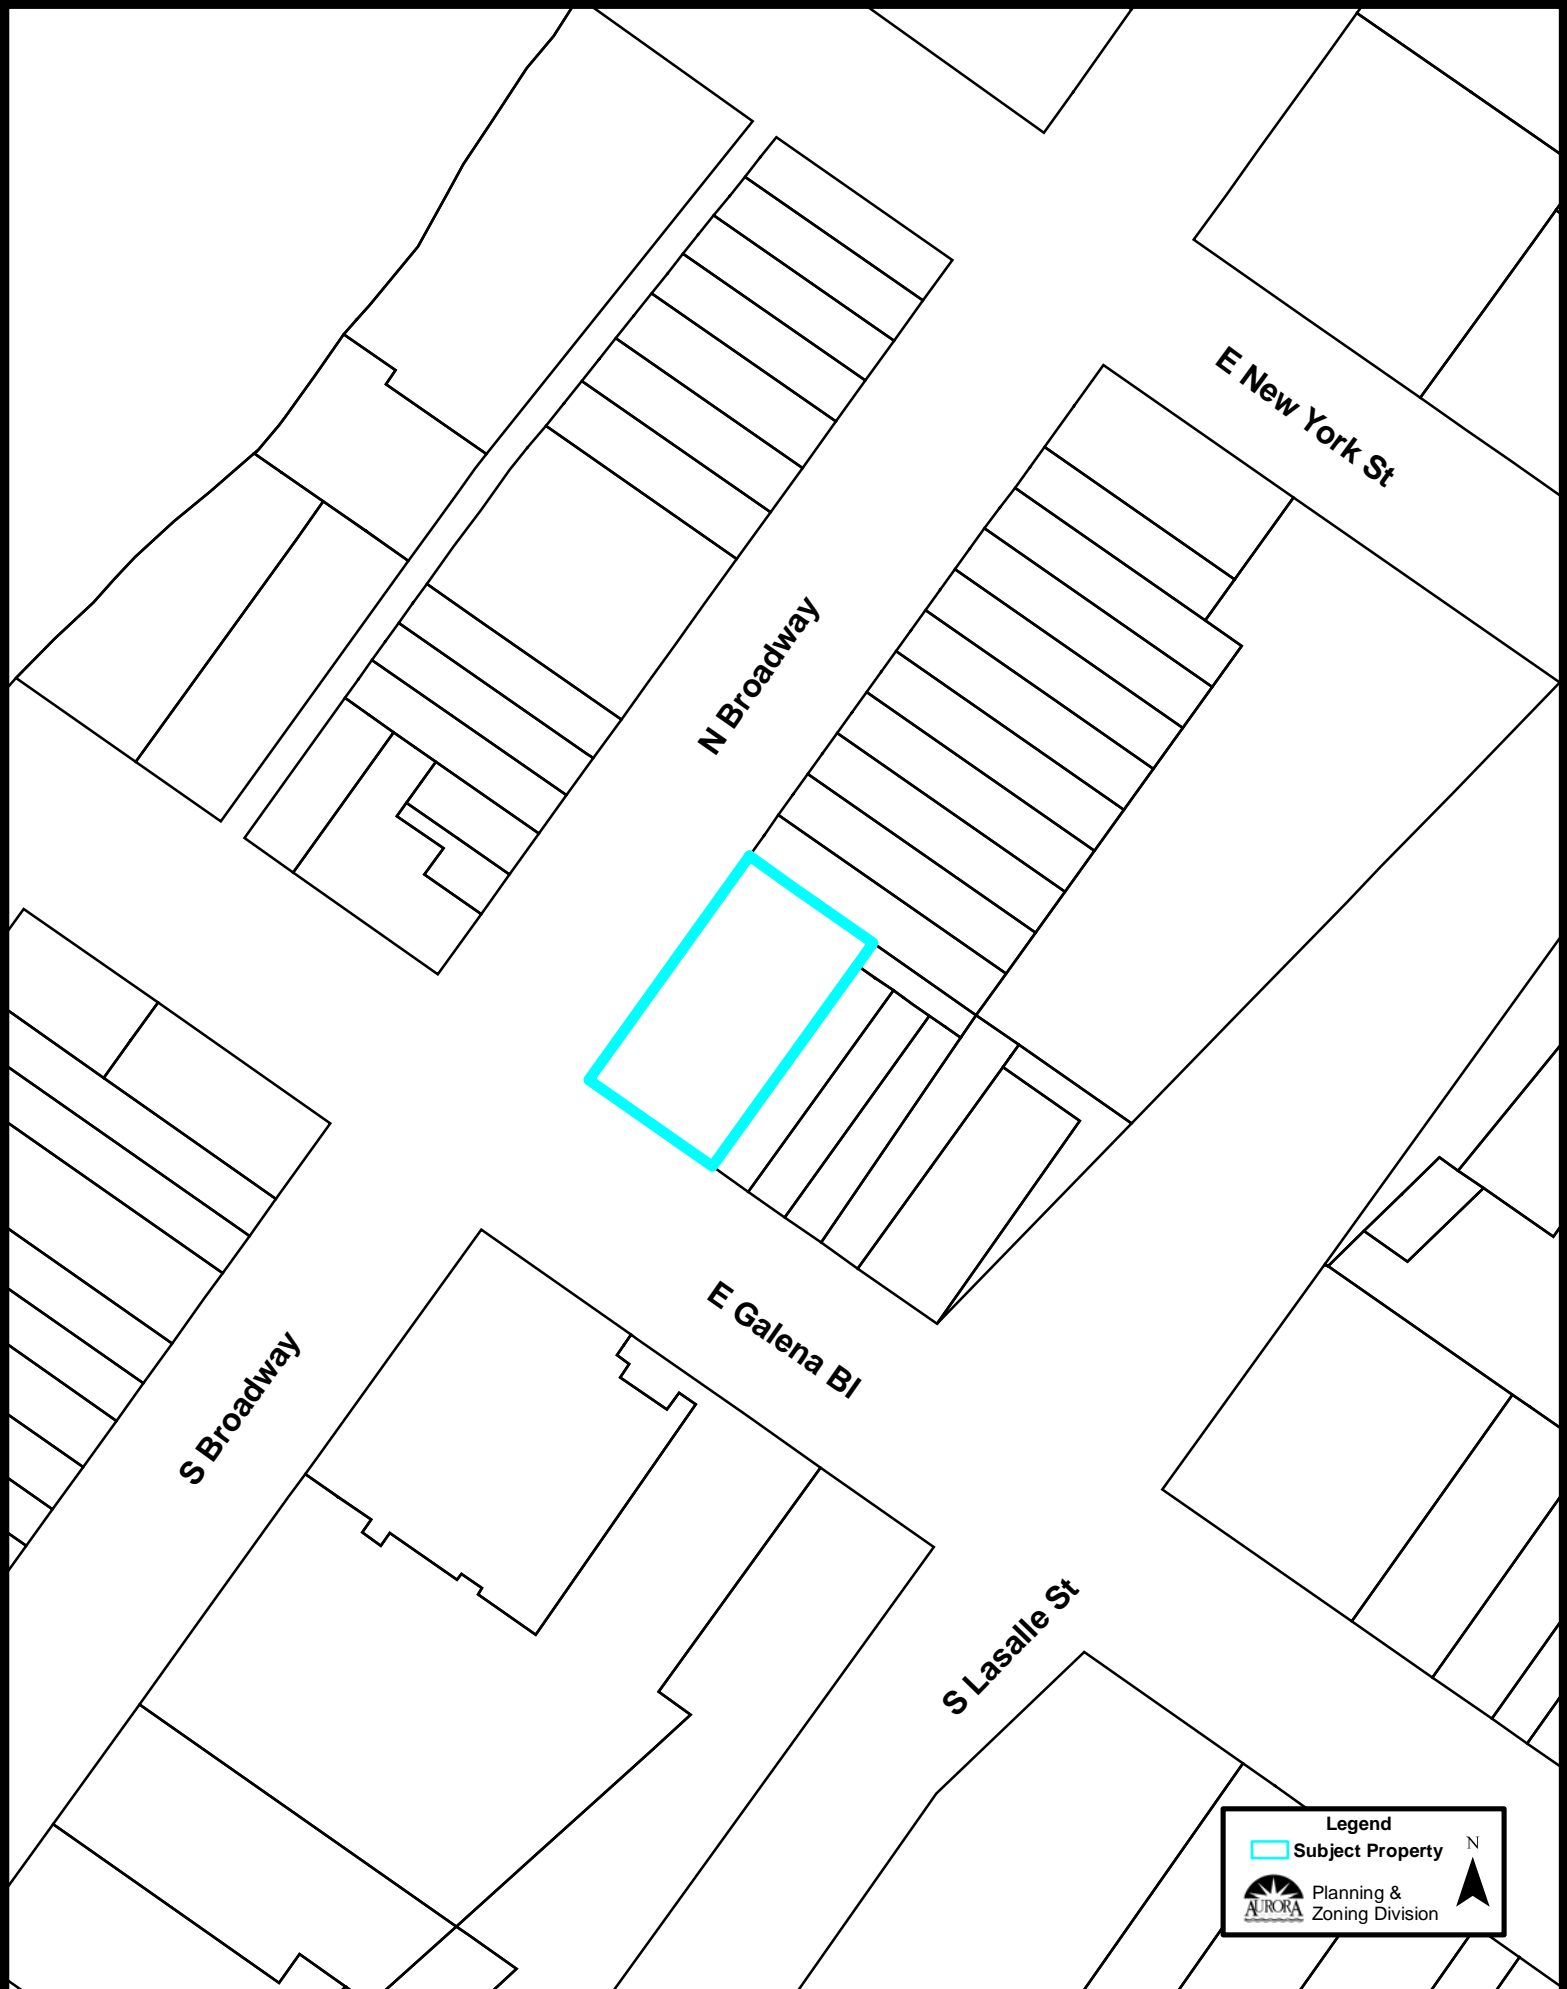 E New York St
N Broadway
E Galena Bl
S Broadway
S Lasalle St
Legend
Subject Property
N
AURORA
Planning &
Zoning Division